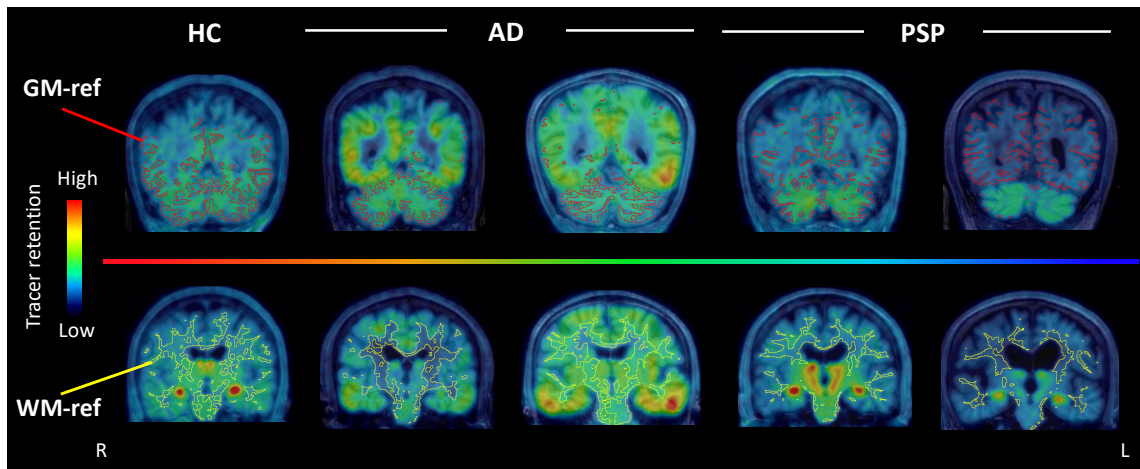 HC
AD
PSP
GM-ref
High
Tracer retention
Low
WM-ref
R
L